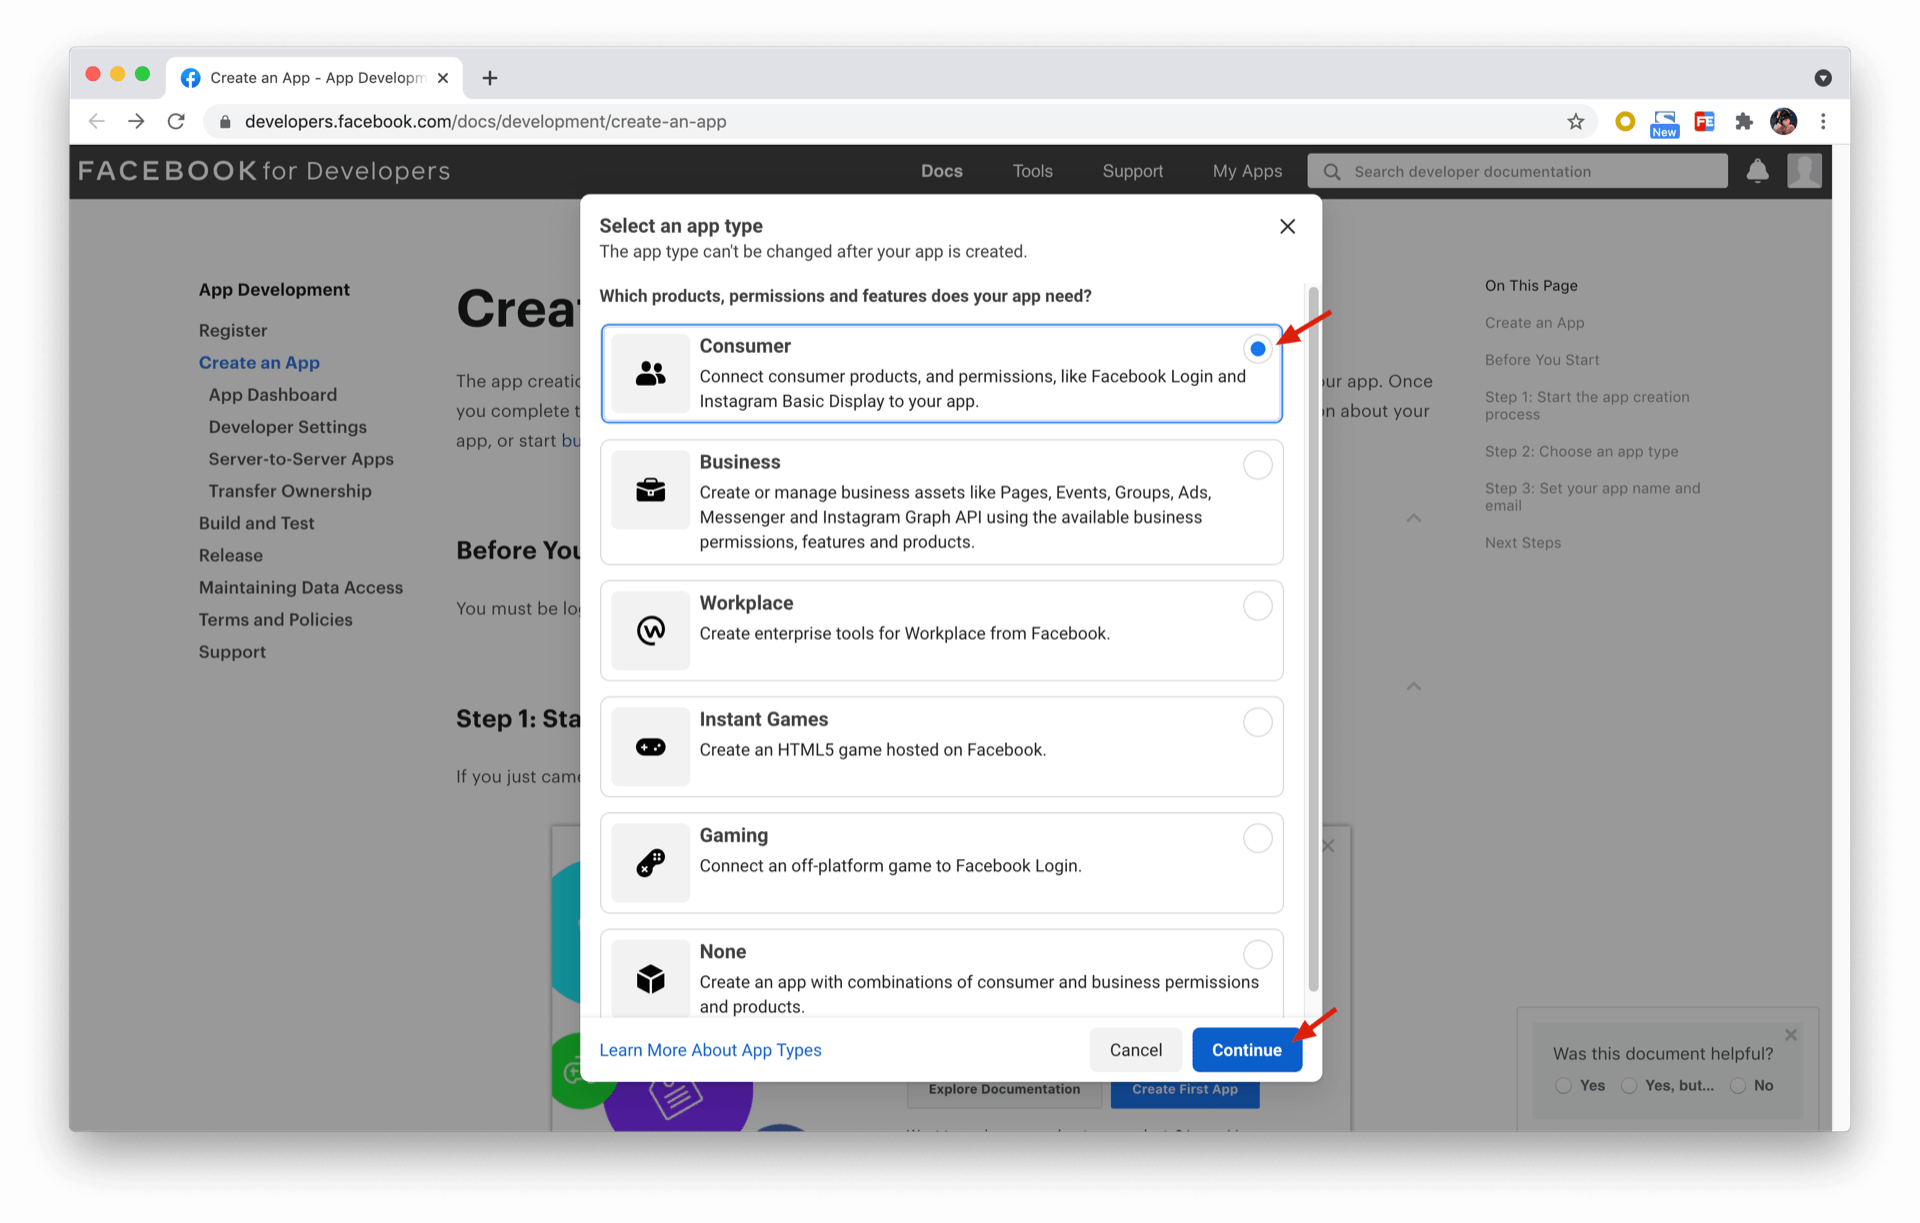 Create an App - App Developm
developers.facebook.com/docs/development/create-an-app
New
FE
FACEBOOK for Developers
Docs
Tools
Support
My Apps
Search developer documentation
App Development
Register
Create an App
App Dashboard
Developer Settings
Server-to-Server Apps
Transfer Ownership
Build and Test
Release
Maintaining Data Access
Terms and Policies
Support
Crea
The app creatic
ur app. Once
you complete t
n about your
app, or start bu
Before You
You must be lo
Step 1: Sta
If you just came
Select an app type
The app type can't be changed after your app is created.
Which products, permissions and features does your app need?
Consumer
Connect consumer products, and permissions, like Facebook Login and
Instagram Basic Display to your app.
Business
Create or manage business assets like Pages, Events, Groups, Ads,
Messenger and Instagram Graph API using the available business
permissions, features and products.
Workplace
Create enterprise tools for Workplace from Facebook.
Instant Games
Create an HTML5 game hosted on Facebook.
Gaming
Connect an off-platform game to Facebook Login.
None
Create an app with combinations of consumer and business permissions
and products.
Learn More About App Types
Cancel
Continue
Explore Documentation
Create First App
On This Page
Create an App
Before You Start
Step 1: Start the app creation
process
Step 2: Choose an app type
Step 3: Set your app name and
email
Next Steps
Was this document helpful?
Yes
Yes, but...
No